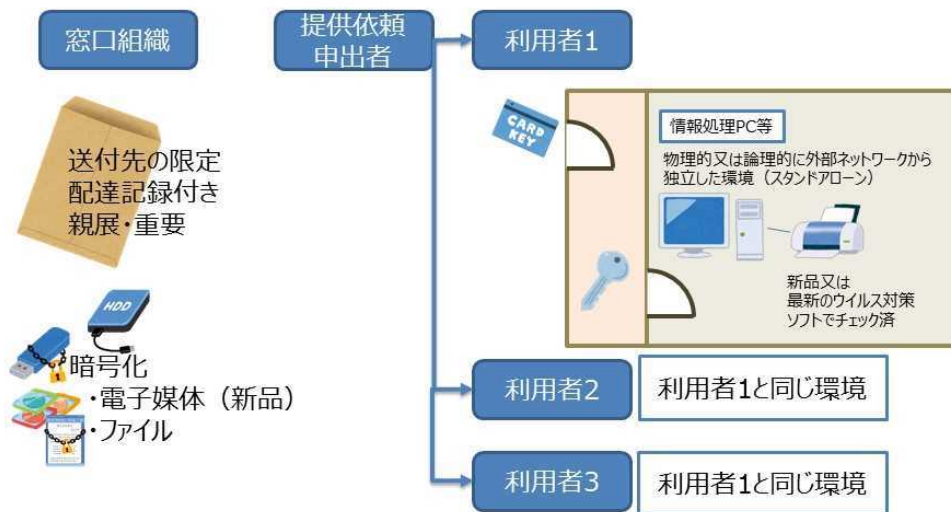 窓口組織
提供依頼
申出者
利用者1
送付先の限定
配達記録付き
親展・重要
HDD
暗号化
・電子媒体（新品）
・ファイル
CARD
KEY
情報処理PC等
物理的又は論理的に外部ネットワークから
独立した環境（スタンドアローン）
新品又は
最新のウイルス対策
ソフトでチェック済
利用者2
利用者1と同じ環境
利用者3
利用者1と同じ環境